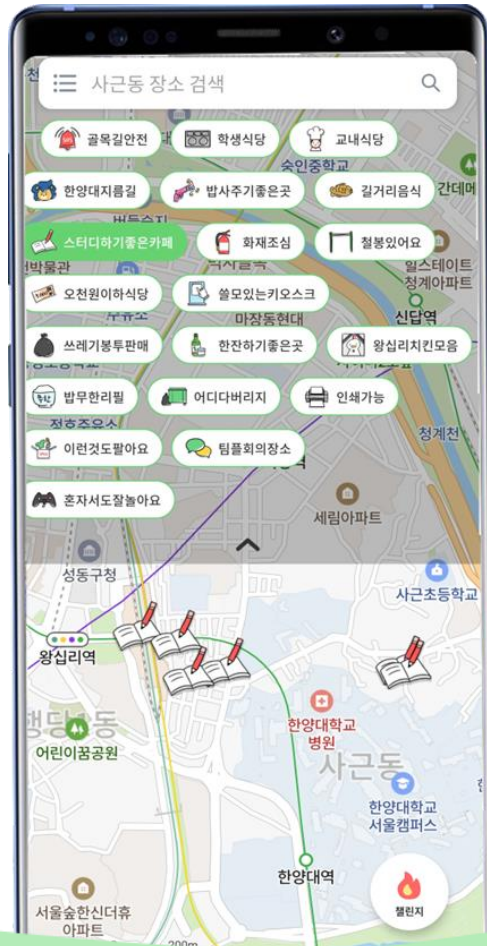 사근동 장소 검색
골목길안전
학생식당
교내식당
숭인중학교
한양대지름길
밥사주기좋은곳
길거리음식
간데메
스터디하기좋은카페
화재조심
철봉있어요
박물관
일스테이트
청계아파트
오천원이하식당
쓸모있는키오스크
신답역
마장동현대
쓰레기봉투판매
한잔하기좋은곳
왕십리치킨모음
밥무한리필
어디다버리지
인쇄가능
청계천
이런것도팔아요
팀플회의장소
혼자서도잘놀아요
세림아파트
성동구청
사근초등학교
왕십리역
한양대학교
병원
행당동
어린이꿈공원
사근동
한양대학교
서울캠퍼스
한양대역
챌린지
서울숲한신더휴
아파트
200m